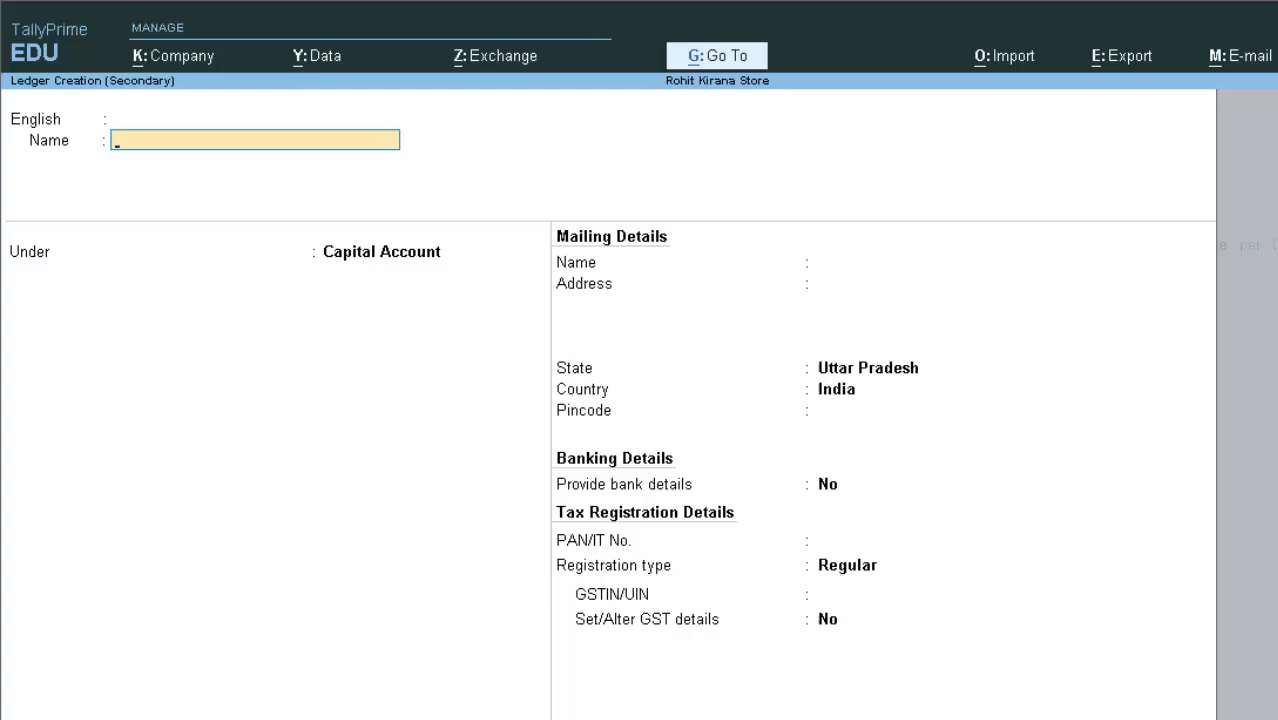 TallyPrime MANAGE
EDU K: Company Y: Data Z: Exchange G: Go To O: Import E: Export M: E-mail
Ledger Creation (Secondary) Rohit Kirana Store
English :
Name :
Under : Capital Account
Mailing Details
Name :
Address :
State : Uttar Pradesh
Country : India
Pincode :
Banking Details
Provide bank details : No
Tax Registration Details
PAN/IT No. :
Registration type : Regular
GSTIN/UIN :
Set/Alter GST details : No
per